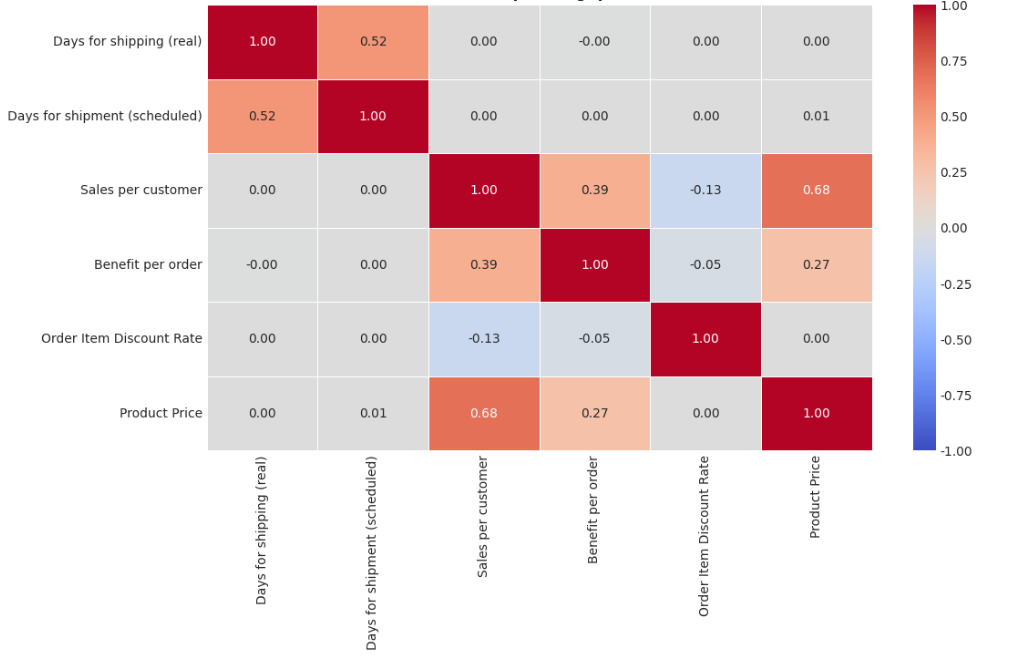 Days for shipping (real) 1.00 0.52 0.00 -0.00 0.00 0.00
Days for shipment (scheduled) 0.52 1.00 0.00 0.00 0.00 0.01
Sales per customer 0.00 0.00 1.00 0.39 -0.13 0.68
Benefit per order -0.00 0.00 0.39 1.00 -0.05 0.27
Order Item Discount Rate 0.00 0.00 -0.13 -0.05 1.00 0.00
Product Price 0.00 0.01 0.68 0.27 0.00 1.00
Days for shipping (real)
Days for shipment (scheduled)
Sales per customer
Benefit per order
Order Item Discount Rate
Product Price
1.00
0.75
0.50
0.25
0.00
-0.25
-0.50
-0.75
-1.00